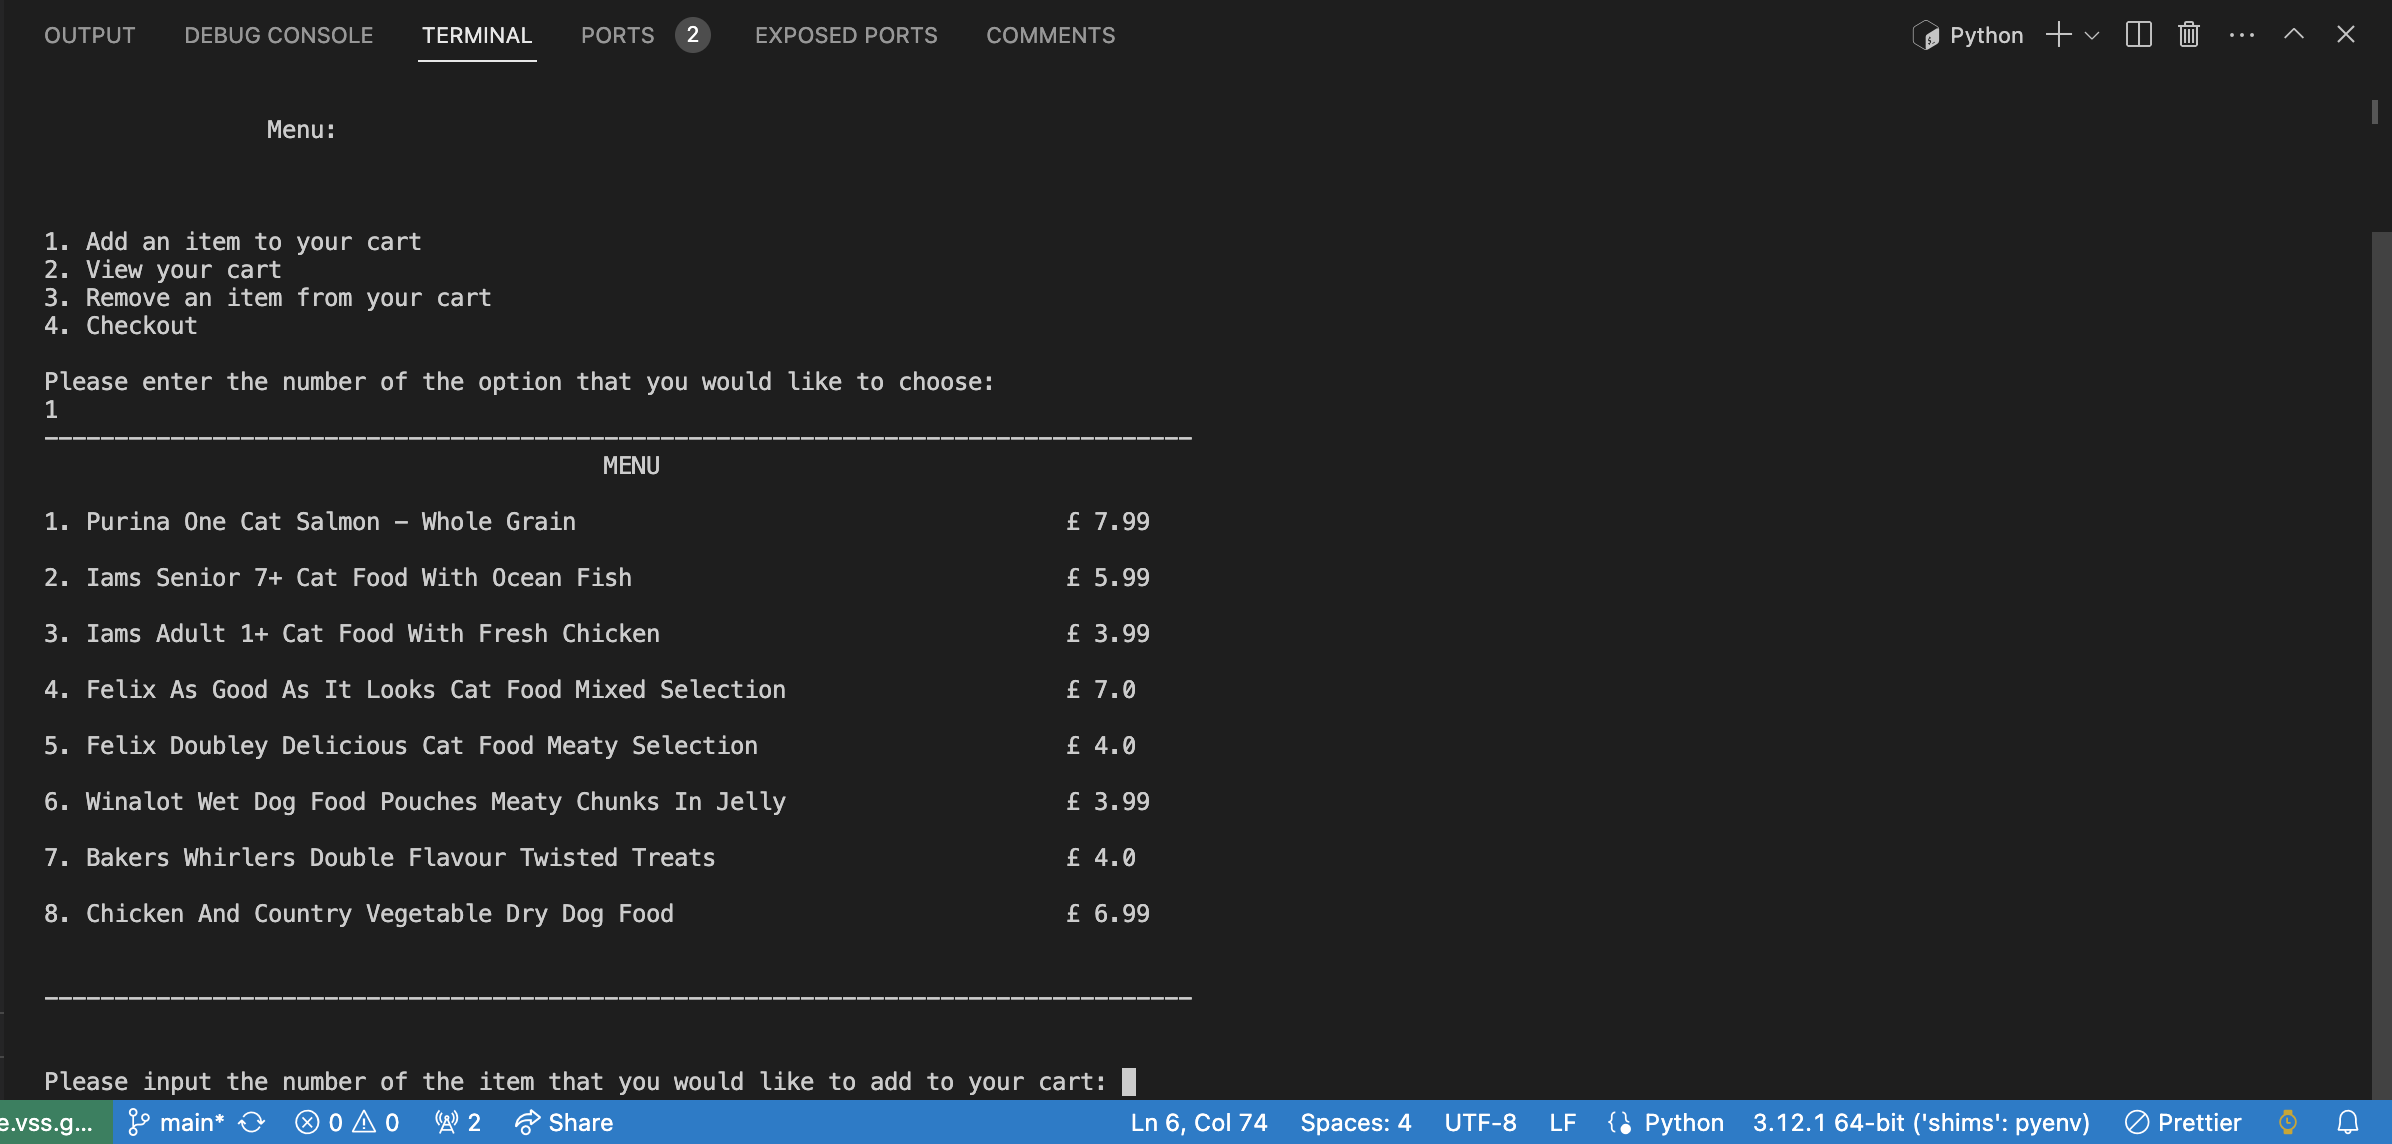 OUTPUT DEBUG CONSOLE TERMINAL PORTS 2 EXPOSED PORTS COMMENTS Python
Menu:
1. Add an item to your cart
2. View your cart
3. Remove an item from your cart
4. Checkout
Please enter the number of the option that you would like to choose:
1
----------------------------------------------------------------------------------
MENU
1. Purina One Cat Salmon - Whole Grain £ 7.99
2. Iams Senior 7+ Cat Food With Ocean Fish £ 5.99
3. Iams Adult 1+ Cat Food With Fresh Chicken £ 3.99
4. Felix As Good As It Looks Cat Food Mixed Selection £ 7.0
5. Felix Doubley Delicious Cat Food Meaty Selection £ 4.0
6. Winalot Wet Dog Food Pouches Meaty Chunks In Jelly £ 3.99
7. Bakers Whirlers Double Flavour Twisted Treats £ 4.0
8. Chicken And Country Vegetable Dry Dog Food £ 6.99
----------------------------------------------------------------------------------
Please input the number of the item that you would like to add to your cart:
e.vss.g... main* 0 0 2 Share Ln 6, Col 74 Spaces: 4 UTF-8 LF Python 3.12.1 64-bit ('shims': pyenv) Prettier